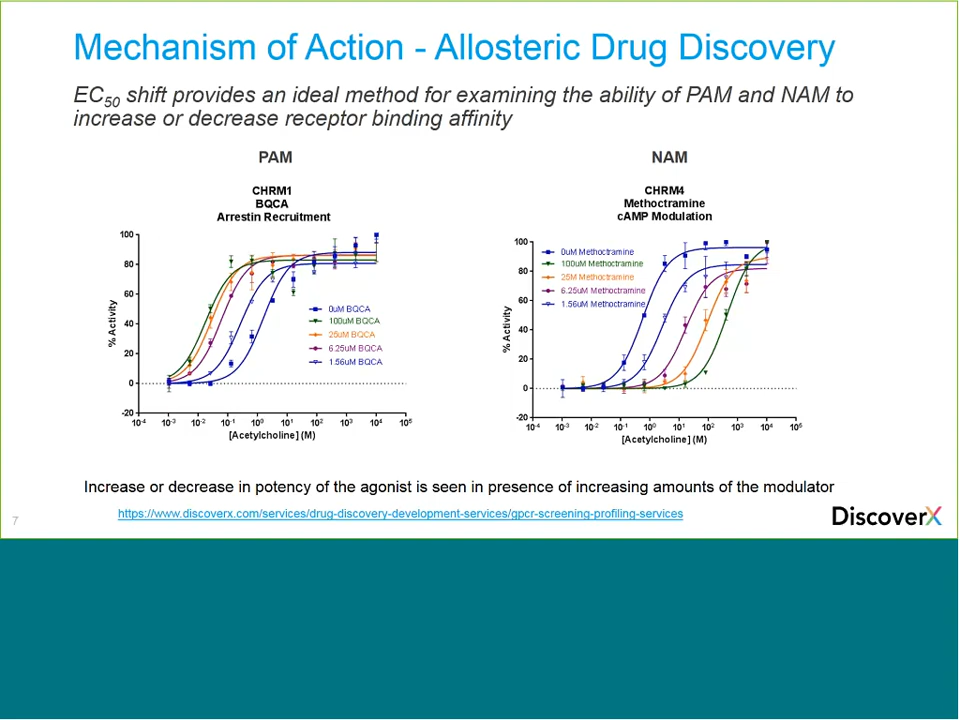 Mechanism of Action - Allosteric Drug Discovery
EC50 shift provides an ideal method for examining the ability of PAM and NAM to
increase or decrease receptor binding affinity
PAM
CHRM1
BQCA
Arrestin Recruitment
100
80
60
40
20
0
-20
% Activity
0uM BQCA
100uM BQCA
25uM BQCA
6.25uM BQCA
1.56uM BQCA
10-4 10-3 10-2 10-1 100 101 102 103 104 105
[Acetylcholine] (M)
NAM
CHRM4
Methoctramine
cAMP Modulation
100
80
60
40
20
0
-20
% Activity
0uM Methoctramine
100uM Methoctramine
25M Methoctramine
6.25uM Methoctramine
1.56uM Methoctramine
10-4 10-3 10-2 10-1 100 101 102 103 104 105
[Acetylcholine] (M)
Increase or decrease in potency of the agonist is seen in presence of increasing amounts of the modulator
https://www.discoverx.com/services/drug-discovery-development-services/gpcr-screening-profiling-services
7
DiscoverX